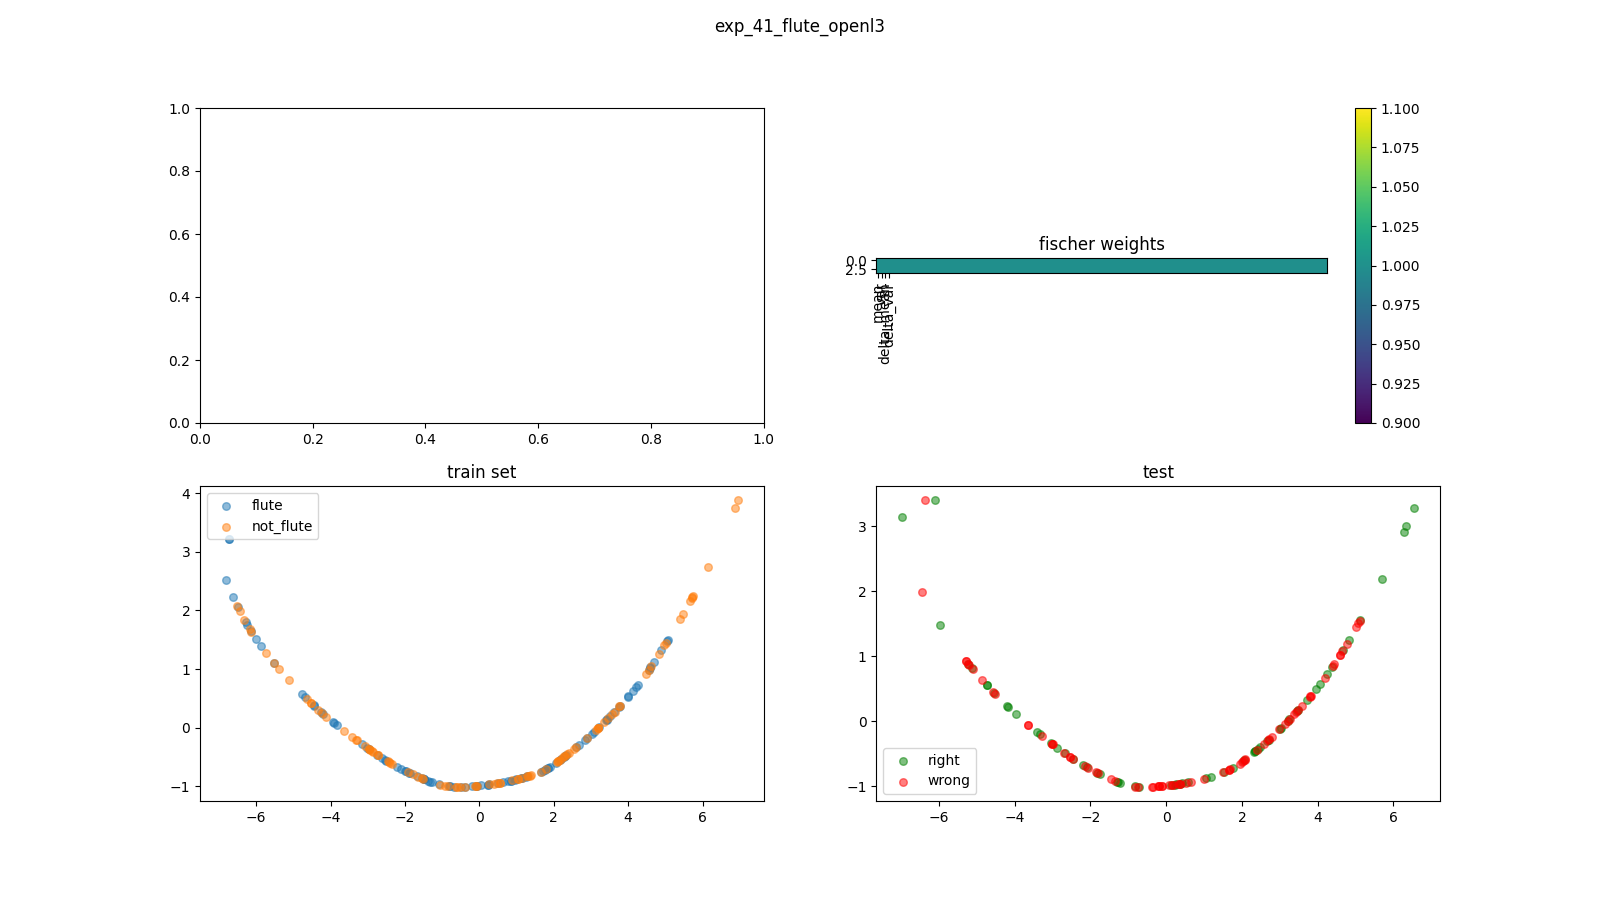 exp_41_flute_openl3
1.0
0.8
0.6
0.4
0.2
0.0
0.0 0.2 0.4 0.6 0.8 1.0
fischer weights
0.0
2.5
mean
delta_mean
delta_var
1.100
1.075
1.050
1.025
1.000
0.975
0.950
0.925
0.900
train set
flute
not_flute
4
3
2
1
0
−1
−6 −4 −2 0 2 4 6
test
right
wrong
3
2
1
0
−1
−6 −4 −2 0 2 4 6